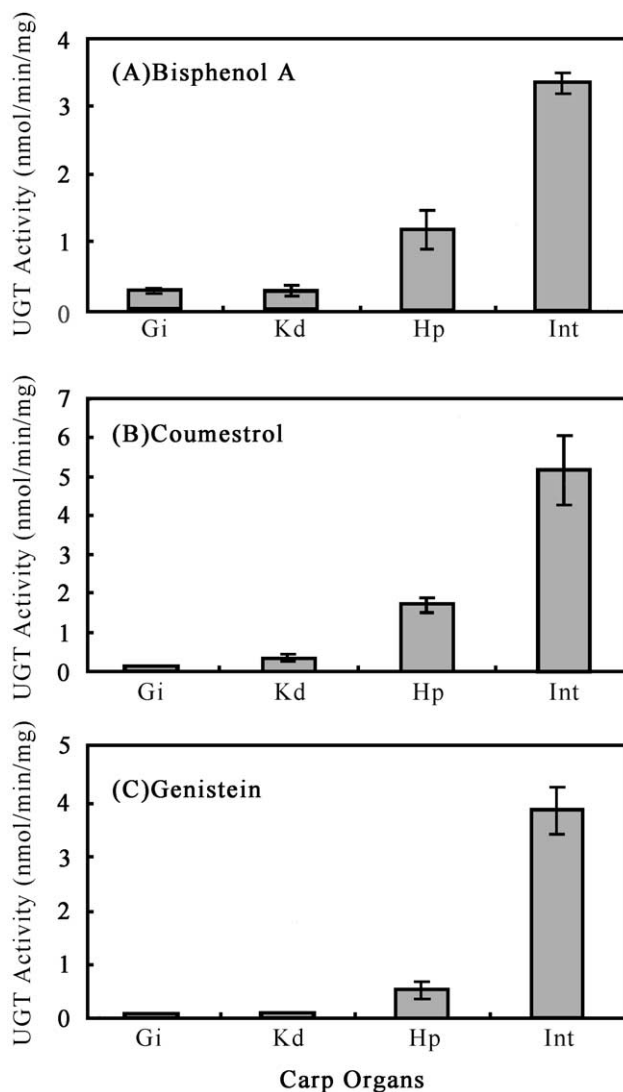 UGT Activity (nmol/min/mg)
(A)Bisphenol A
4
3
2
1
0
Gi Kd Hp Int
UGT Activity (nmol/min/mg)
(B)Coumestrol
7
6
5
4
3
2
1
0
Gi Kd Hp Int
UGT Activity (nmol/min/mg)
(C)Genistein
5
4
3
2
1
0
Gi Kd Hp Int
Carp Organs